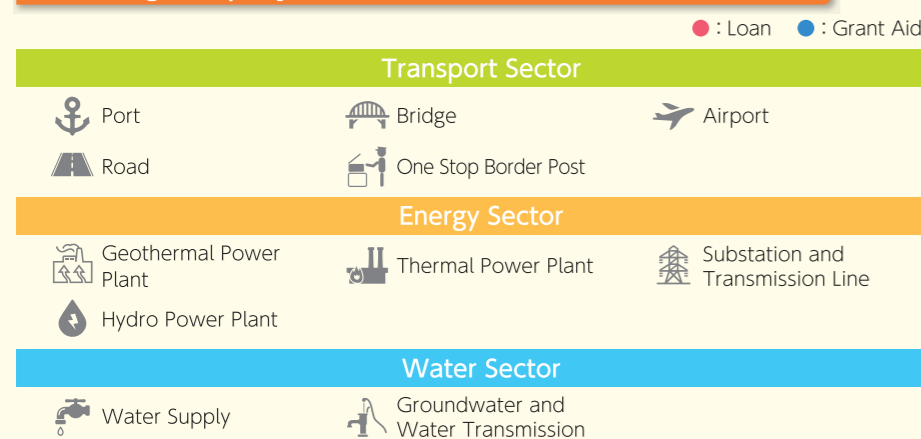 : Loan : Grant Aid
Transport Sector
Port
Bridge
Airport
Road
One Stop Border Post
Energy Sector
Geothermal Power
Plant
Thermal Power Plant
Substation and
Transmission Line
Hydro Power Plant
Water Sector
Water Supply
Groundwater and
Water Transmission